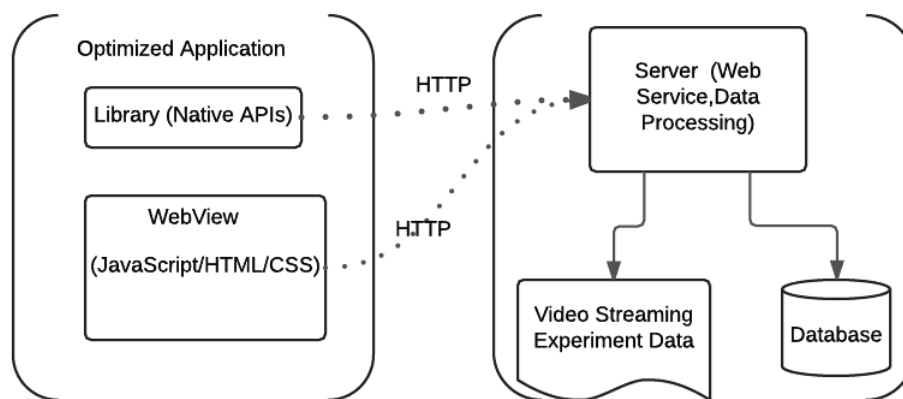 Optimized Application
Library (Native APIs)
WebView
(JavaScript/HTML/CSS)
HTTP
HTTP
Server (Web
Service,Data
Processing)
Video Streaming
Experiment Data
Database